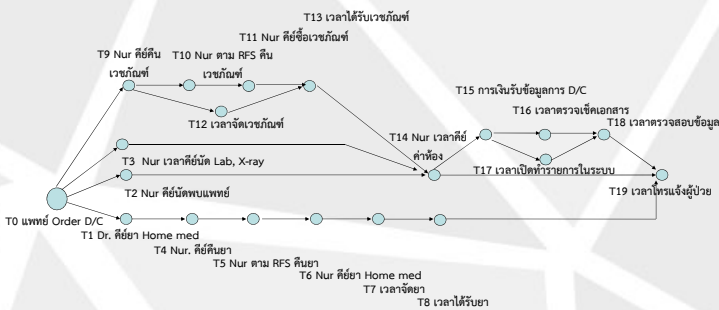 T13 เวลาได้รับเวชภัณฑ์
T11 Nur คีย์ซื้อเวชภัณฑ์
T9 Nur คีย์คืน
เวชภัณฑ์
T10 Nur ตาม RFS คืน
เวชภัณฑ์
T12 เวลาจัดเวชภัณฑ์
T15 การเงินรับข้อมูลการ D/C
T16 เวลาตรวจเช็คเอกสาร
T18 เวลาตรวจสอบข้อมูล
T14 Nur เวลาคีย์
ค่าห้อง
T17 เวลาเปิดทำรายการในระบบ
T3 Nur เวลาคีย์นัด Lab, X-ray
T2 Nur คีย์นัดพบแพทย์
T19 เวลาโทรแจ้งผู้ป่วย
T0 แพทย์ Order D/C
T1 Dr. คีย์ยา Home med
T4 Nur. คีย์คืนยา
T5 Nur ตาม RFS คืนยา
T6 Nur คีย์ยา Home med
T7 เวลาจัดยา
T8 เวลาได้รับยา